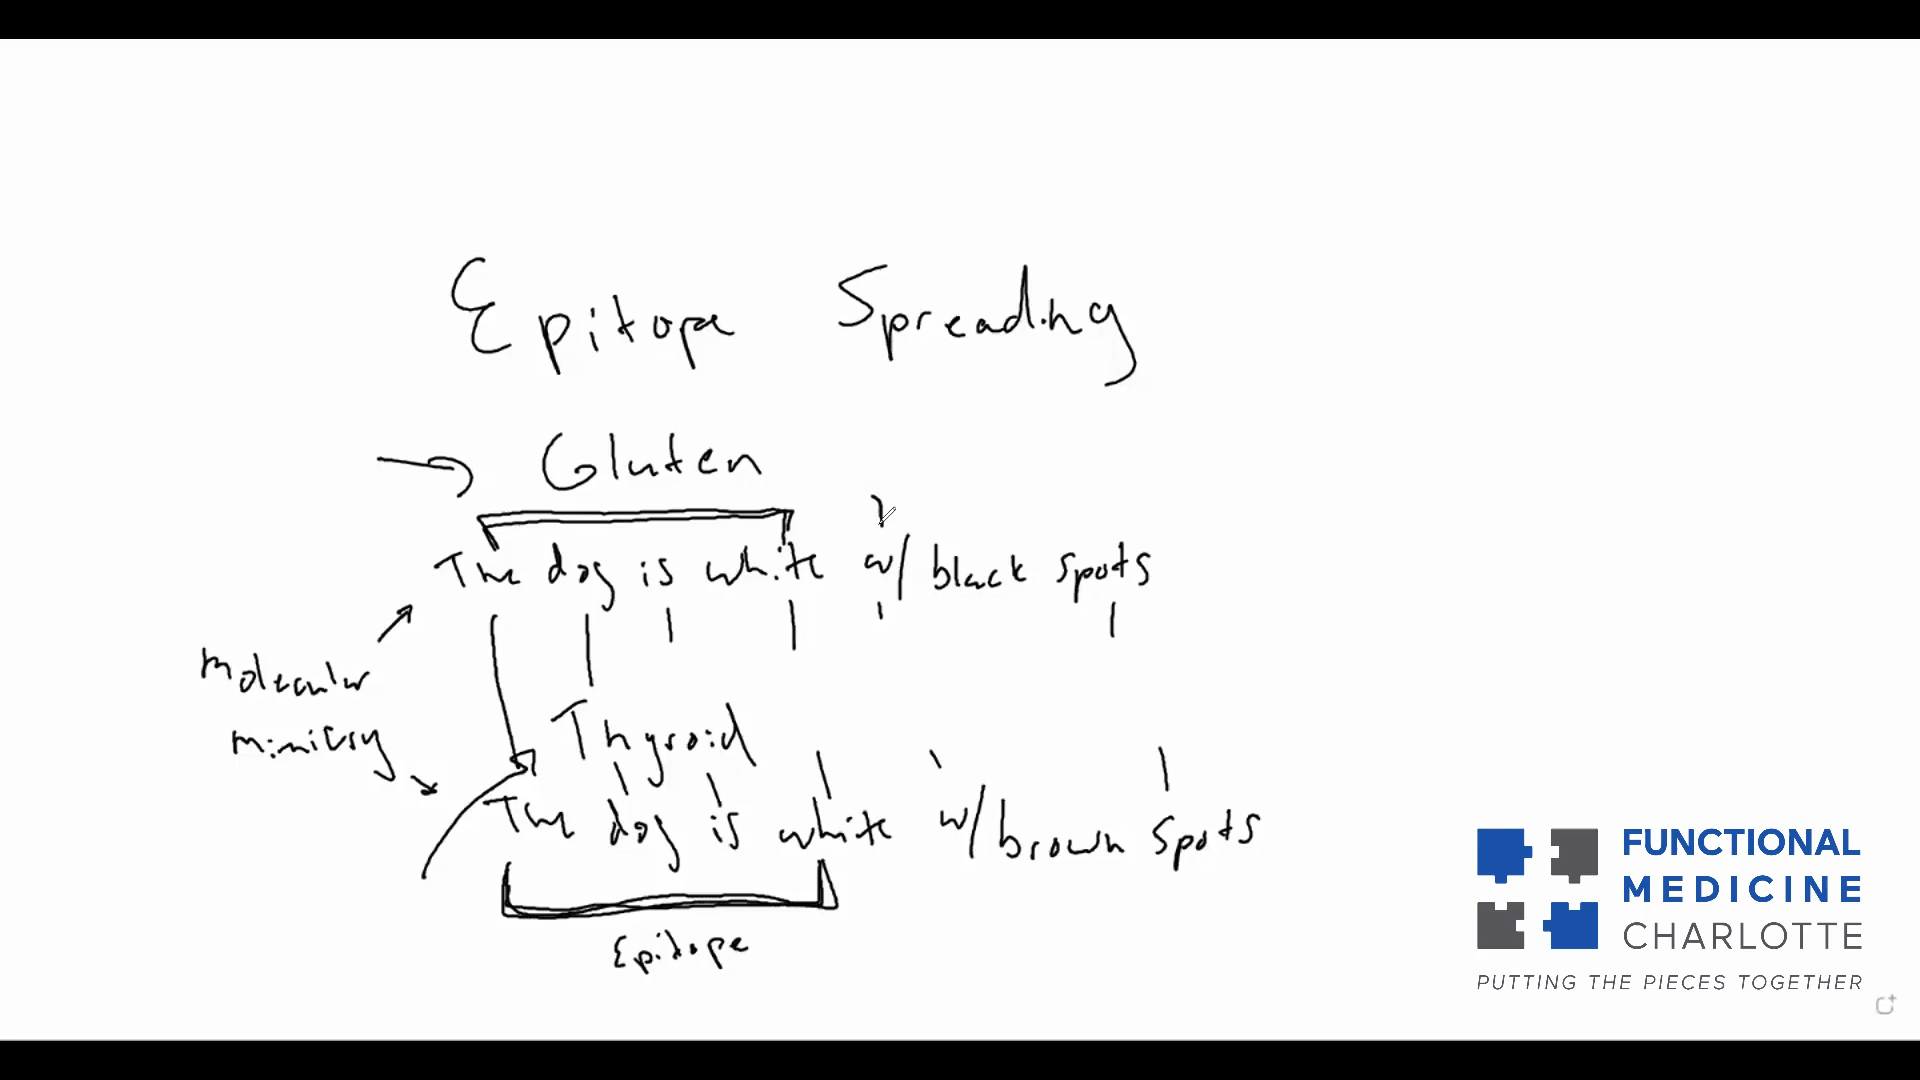 Epitope Spreading
Gluten
The dog is white w/ black spots
Molecular
mimicry
Thyroid
The dog is white w/ brown spots
Epitope
FUNCTIONAL
MEDICINE
CHARLOTTE
PUTTING THE PIECES TOGETHER